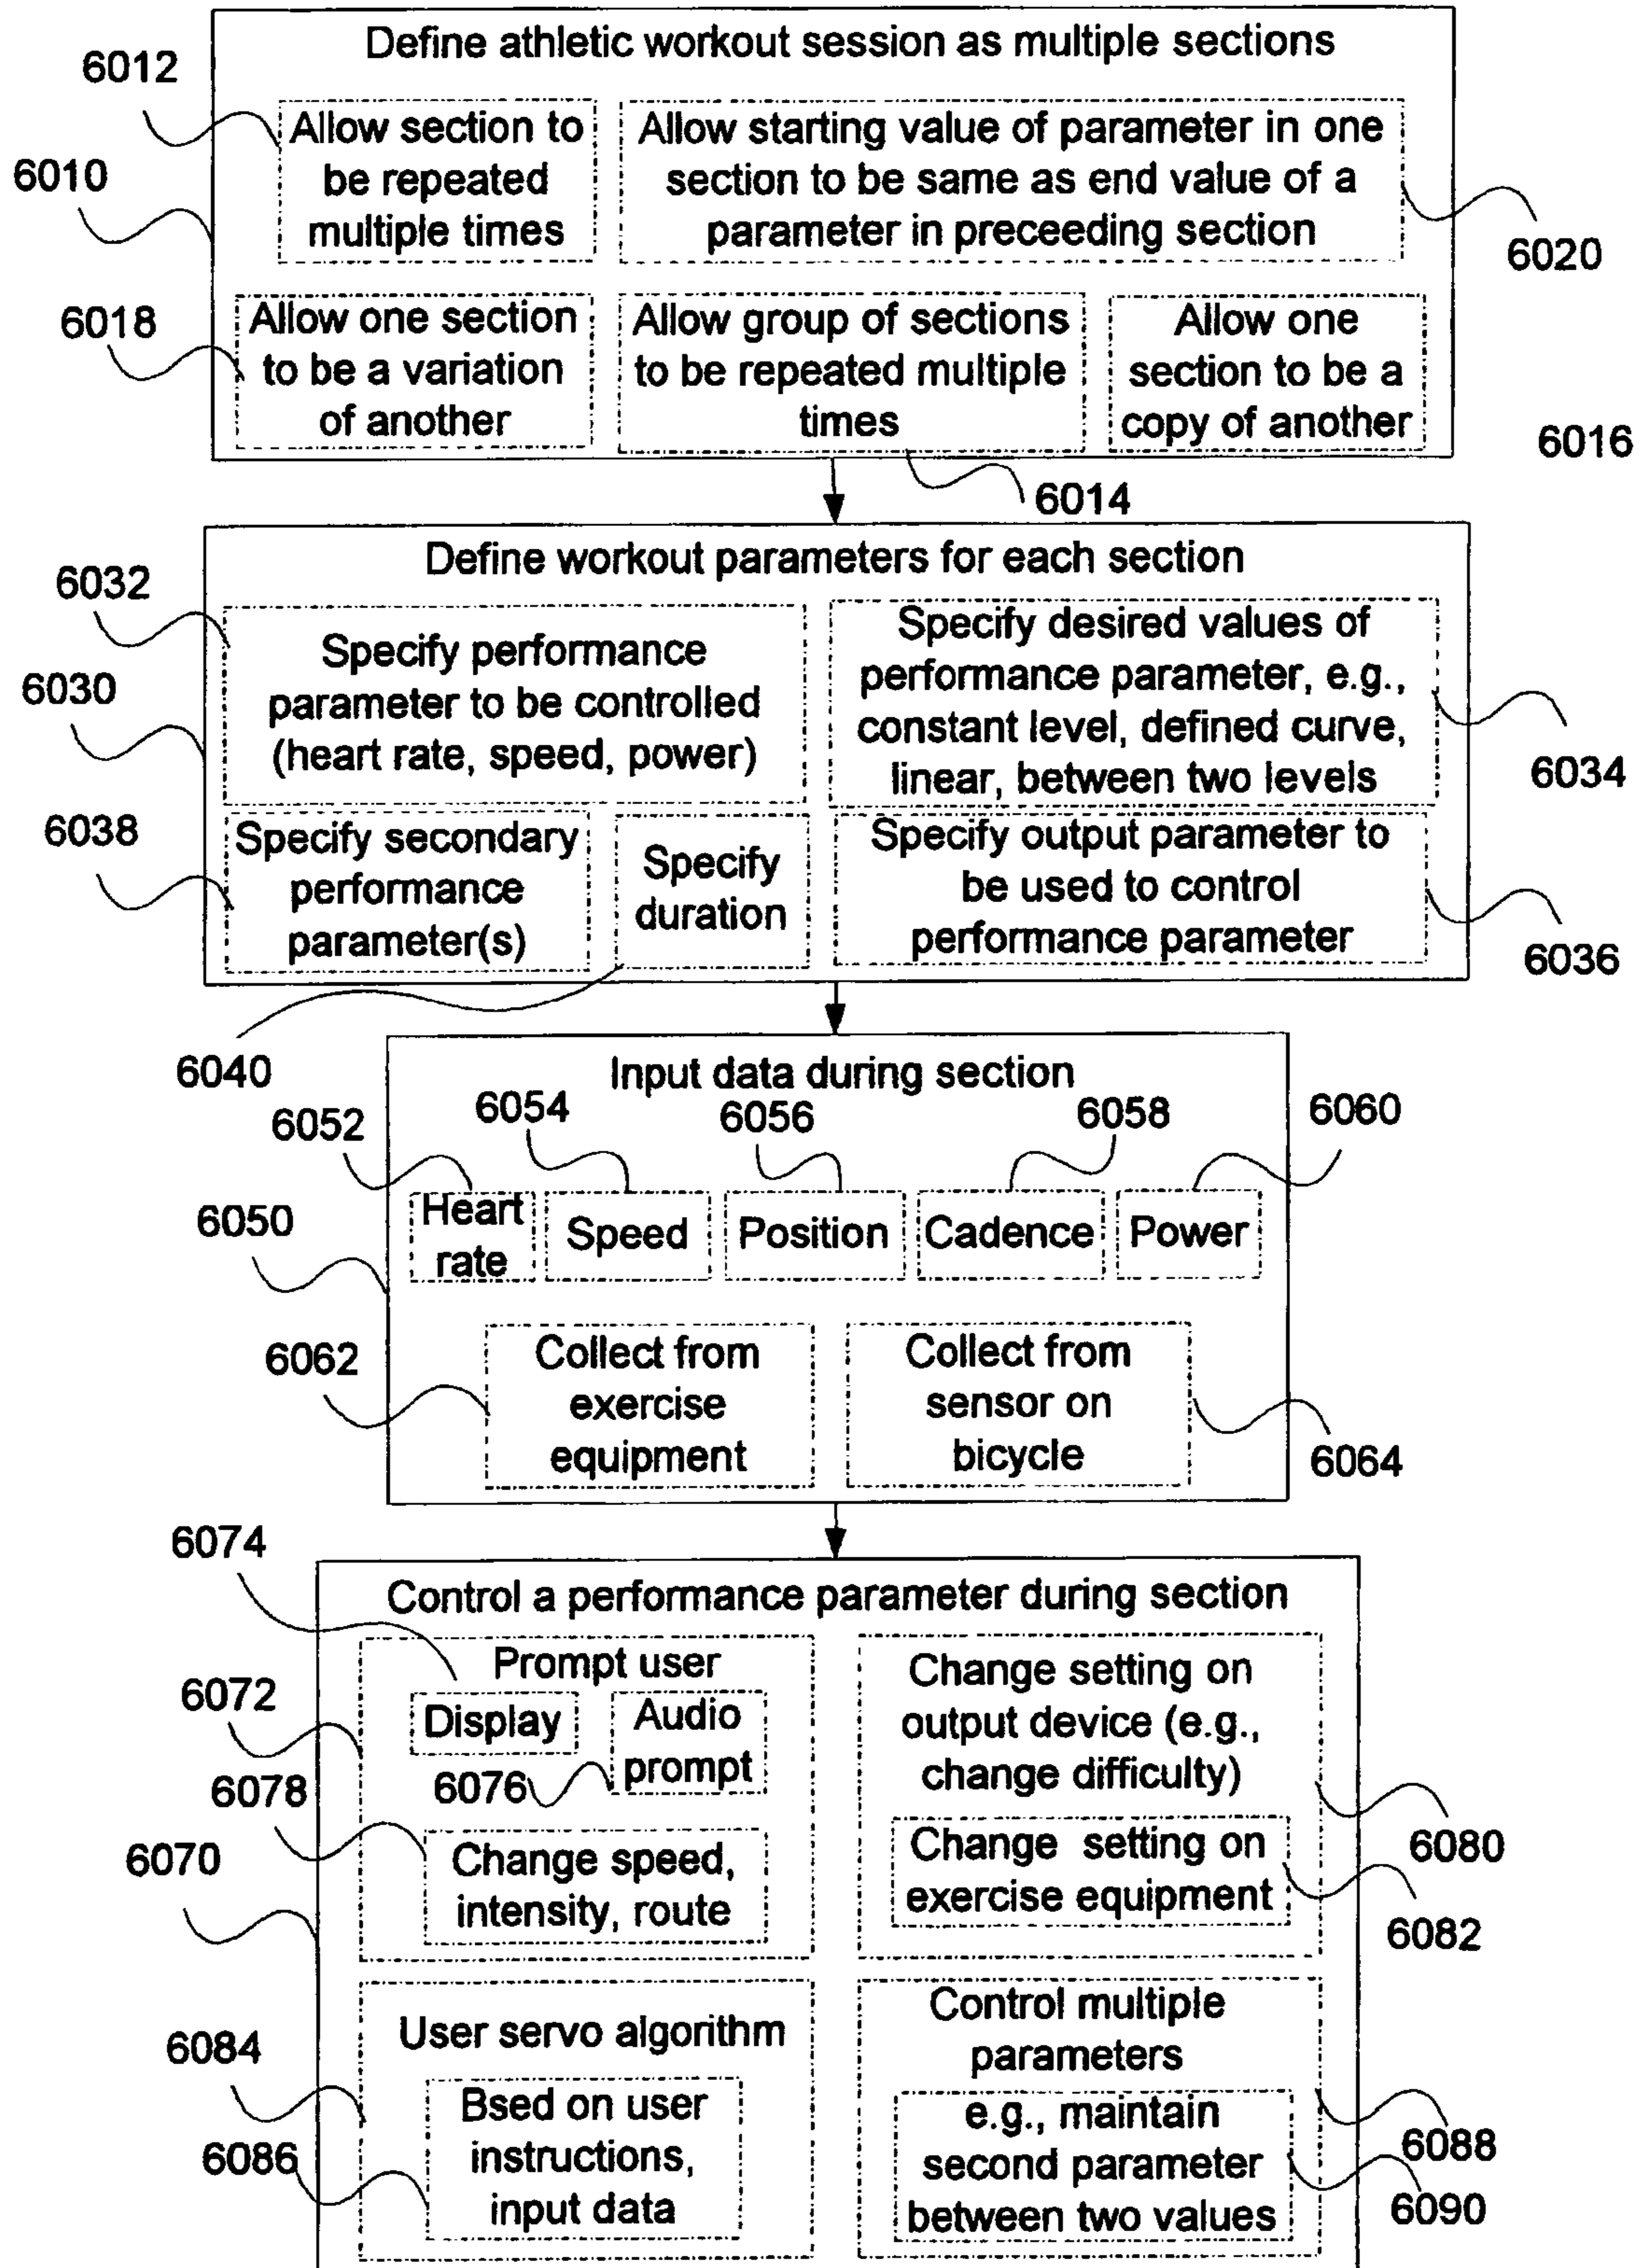 Define athletic workout session as multiple sections
6012
Allow section to
be repeated
multiple times
Allow starting value of parameter in one
section to be same as end value of a
parameter in preceeding section
6010
6020
6018
Allow one section
to be a variation
of another
Allow group of sections
to be repeated multiple
times
Allow one
section to be a
copy of another
6016
6014
Define workout parameters for each section
6032
Specify performance
parameter to be controlled
(heart rate, speed, power)
Specify desired values of
performance parameter, e.g.,
constant level, defined curve,
linear, between two levels
6030
6034
6038
Specify secondary
performance
parameter(s)
Specify
duration
Specify output parameter to
be used to control
performance parameter
6036
6040
Input data during section
6052
6054
6056
6058
6060
Heart
rate
Speed
Position
Cadence
Power
6050
6062
Collect from
exercise
equipment
Collect from
sensor on
bicycle
6064
6074
Control a performance parameter during section
Prompt user
6072
Display
Audio
prompt
6076
6078
Change speed,
intensity, route
6070
Change setting on
output device (e.g.,
change difficulty)
Change setting on
exercise equipment
6080
6082
User servo algorithm
6084
Bsed on user
instructions,
input data
6086
Control multiple
parameters
e.g., maintain
second parameter
between two values
6088
6090